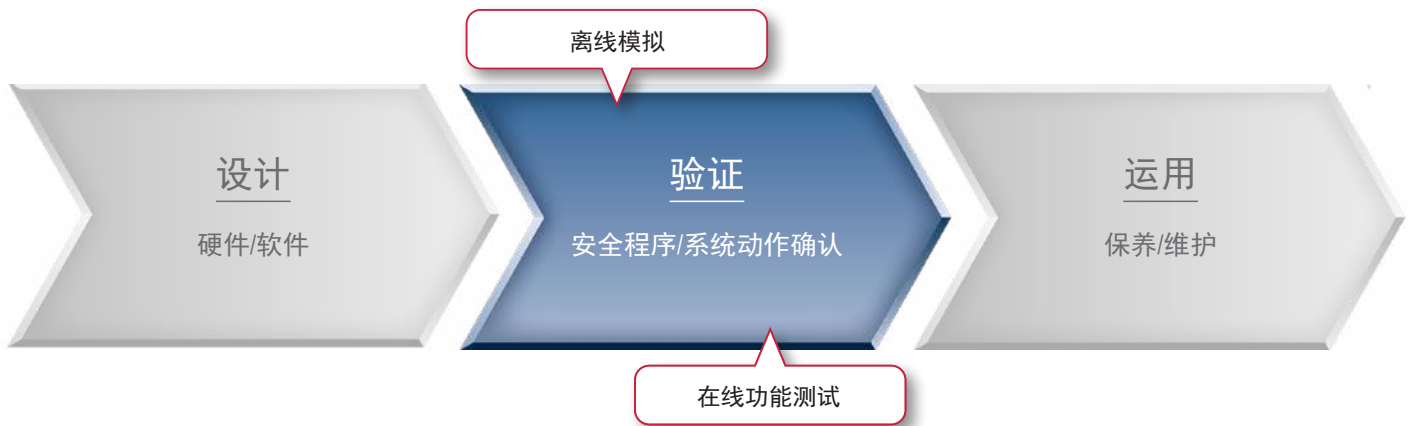 离线模拟
设计
硬件/软件
验证
安全程序/系统动作确认
运用
保养/维护
在线功能测试